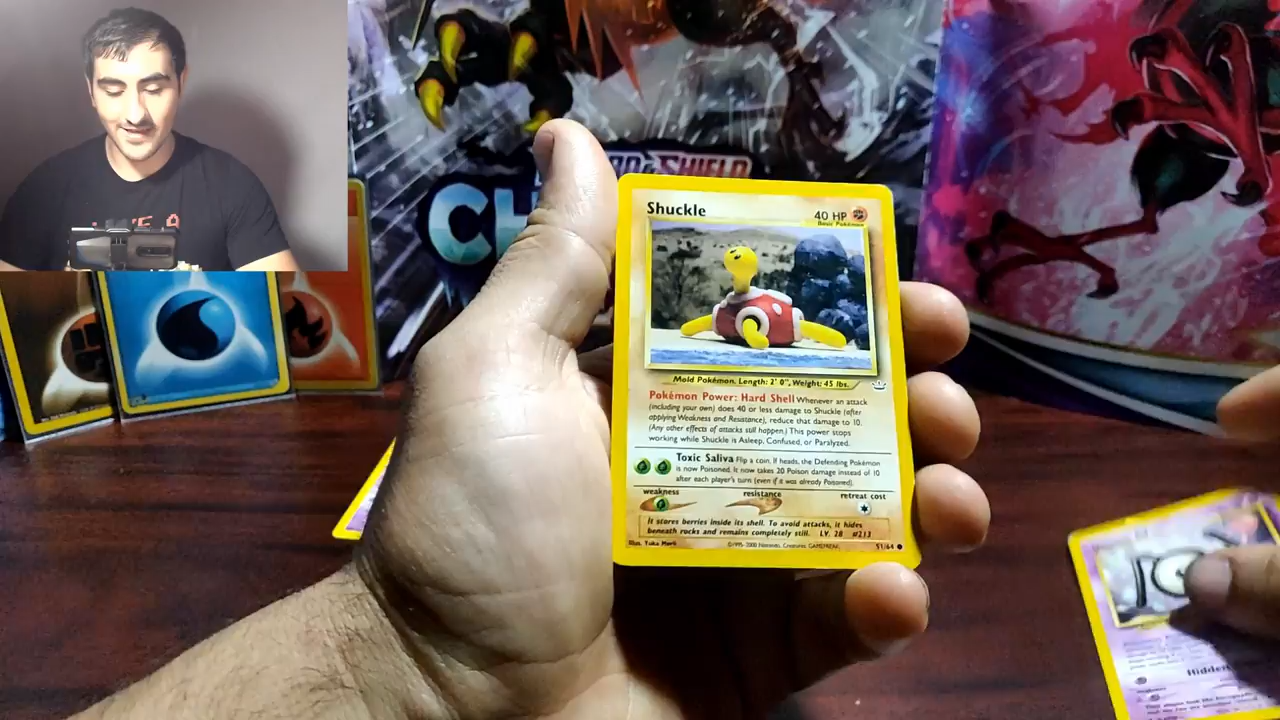 SHIELD
CH
Shuckle
40 HP
Basic Pokémon
Mold Pokémon. Length: 2' 0", Weight: 45 lbs.
Pokémon Power: Hard Shell Whenever an attack
(including your own) does 40 or less damage to Shuckle (after
applying Weakness and Resistance), reduce that damage to 10.
(Any other effects of attacks still happen.) This power stops
working while Shuckle is Asleep, Confused, or Paralyzed.
Toxic Saliva Flip a coin. If heads, the Defending Pokémon
is now Poisoned. It now takes 20 Poison damage instead of 10
after each player's turn (even if it was already Poisoned).
weakness
resistance
retreat cost
It stores berries inside its shell. To avoid attacks, it hides
beneath rocks and remains completely still. LV. 28 #213
Illus. Yuka Morii
©1995-2000 Nintendo, Creatures, GAMEFREAK.
51/64
Hidden